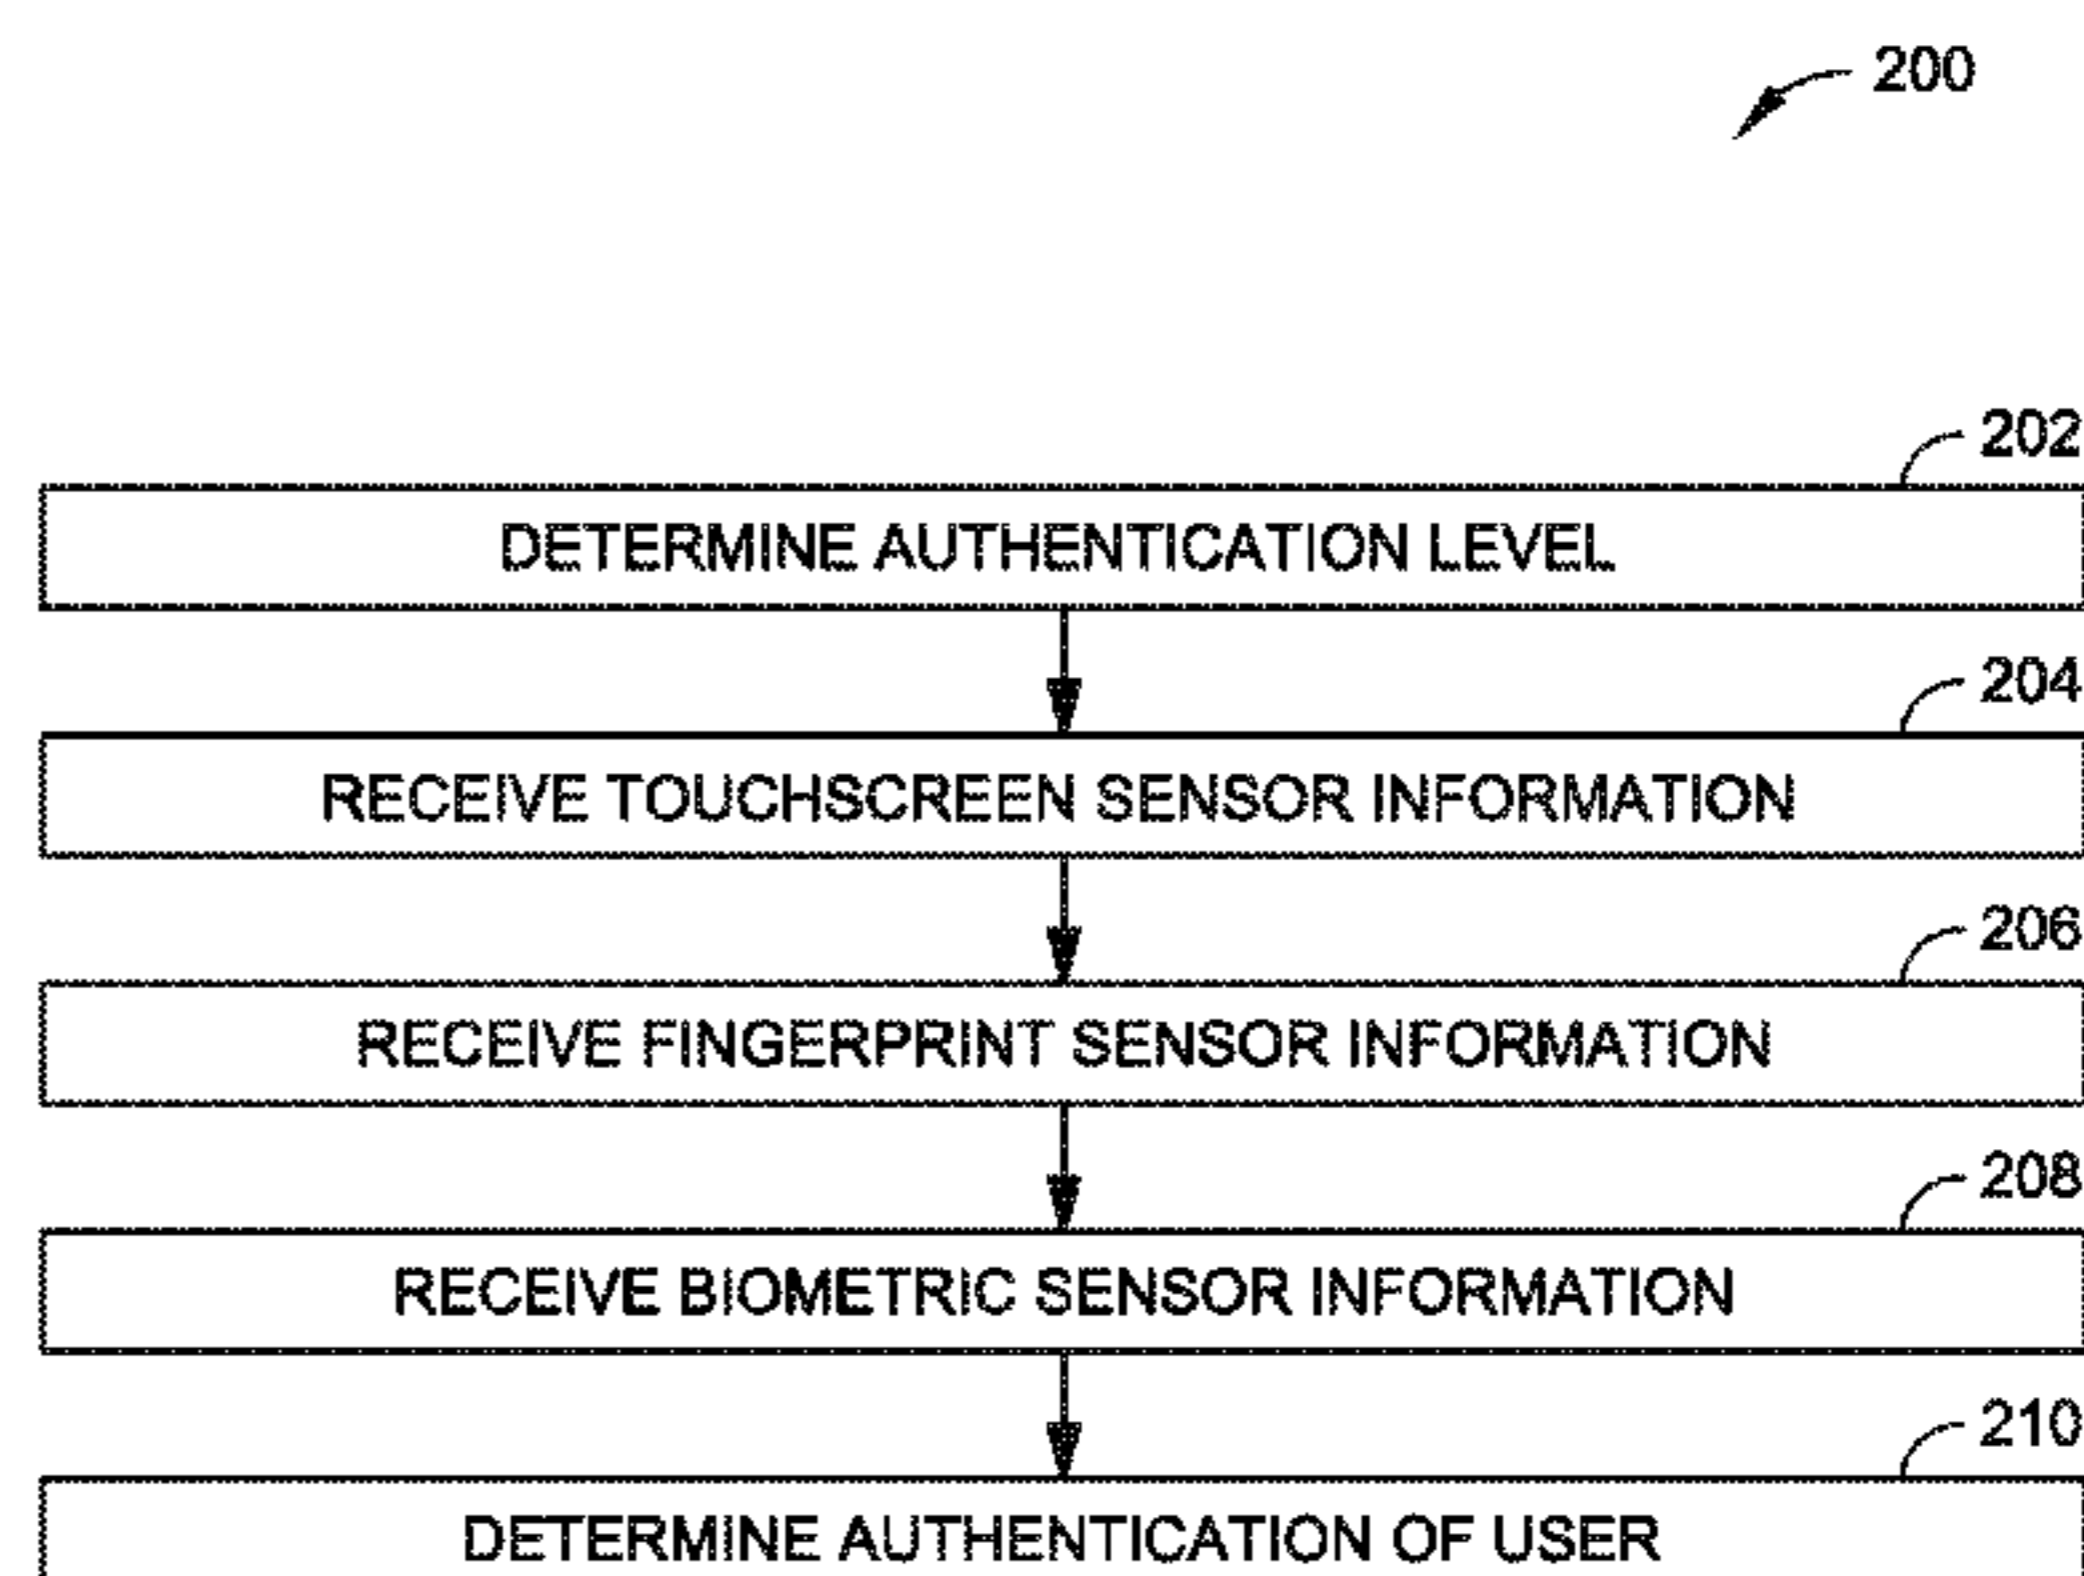 200
202
DETERMINE AUTHENTICATION LEVEL
204
RECEIVE TOUCHSCREEN SENSOR INFORMATION
206
RECEIVE FINGERPRINT SENSOR INFORMATION
208
RECEIVE BIOMETRIC SENSOR INFORMATION
210
DETERMINE AUTHENTICATION OF USER